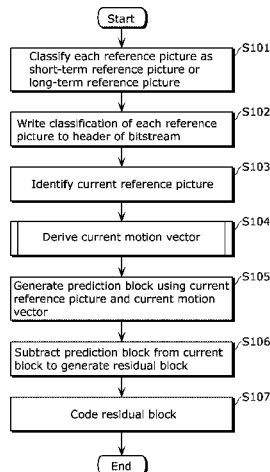 Start
S101
Classify each reference picture as
short-term reference picture or
long-term reference picture
S102
Write classification of each reference
picture to header of bitstream
S103
Identify current reference picture
S104
Derive current motion vector
S105
Generate prediction block using current
reference picture and current motion
vector
S106
Subtract prediction block from current
block to generate residual block
S107
Code residual block
End